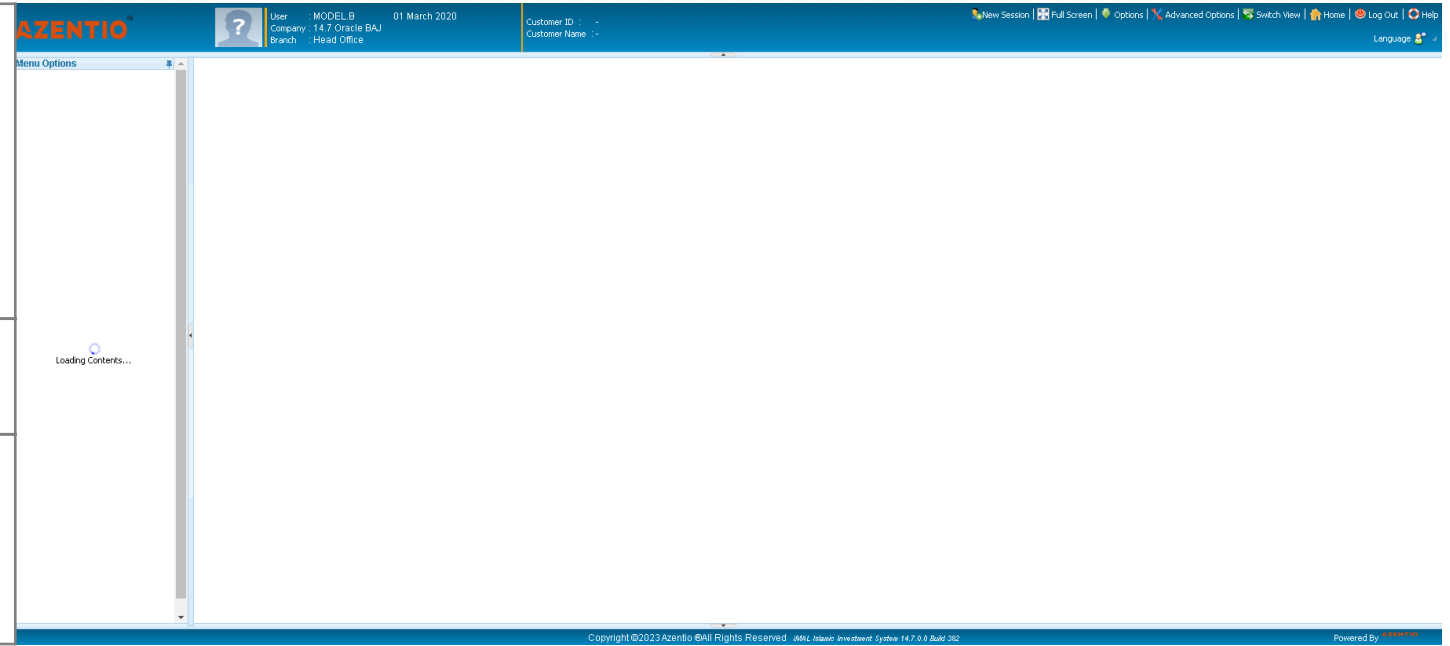 AZENTIO™
User : MODEL.B 01 March 2020
Company : 14.7 Oracle BAJ
Branch : Head Office
Customer ID : -
Customer Name : -
New Session | Full Screen | Options | Advanced Options | Switch View | Home | Log Out | Help
Language
Menu Options
Loading Contents...
Copyright ©2023 Azentio ®All Rights Reserved iMAL Islamic Investment System 14.7.0.0 Build 382
Powered By AZENTIO